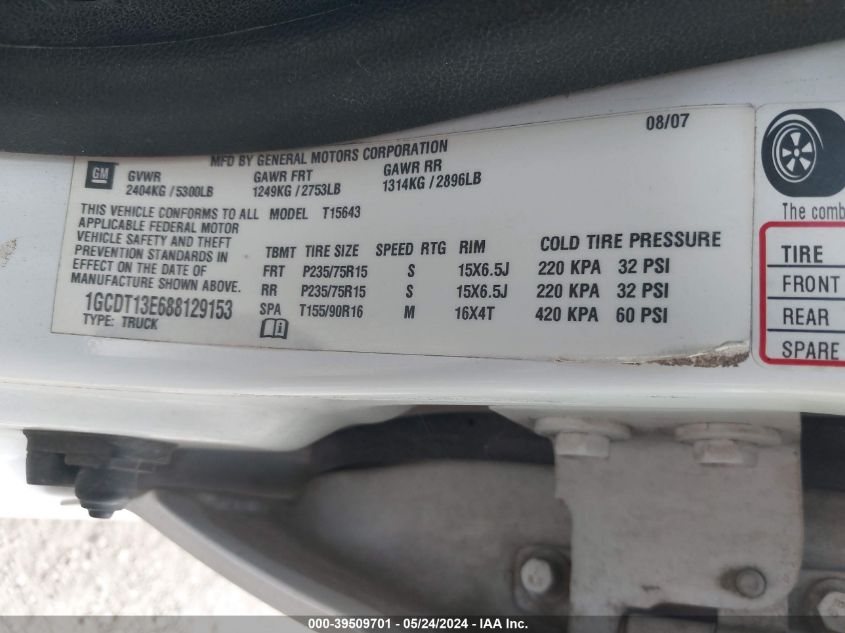 08/07
MFD BY GENERAL MOTORS CORPORATION
GM GVWR GAWR FRT GAWR RR
2404KG / 5300LB 1249KG / 2753LB 1314KG / 2896LB
THIS VEHICLE CONFORMS TO ALL MODEL T15643
APPLICABLE FEDERAL MOTOR
VEHICLE SAFETY AND THEFT
PREVENTION STANDARDS IN
EFFECT ON THE DATE OF
MANUFACTURE SHOWN ABOVE.
1GCDT13E688129153
TYPE: TRUCK
TBMT TIRE SIZE SPEED RTG RIM COLD TIRE PRESSURE
FRT P235/75R15 S 15X6.5J 220 KPA 32 PSI
RR P235/75R15 S 15X6.5J 220 KPA 32 PSI
SPA T155/90R16 M 16X4T 420 KPA 60 PSI
The comb
TIRE
FRONT
REAR
SPARE
000-39509701 - 05/24/2024 - IAA Inc.